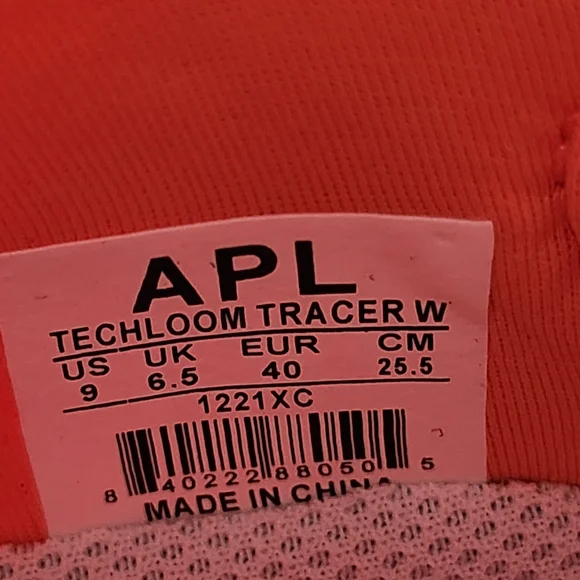 APL
TECHLOOM TRACER W
US UK EUR CM
9 6.5 40 25.5
1221XC
8 40222 88050 5
MADE IN CHINA